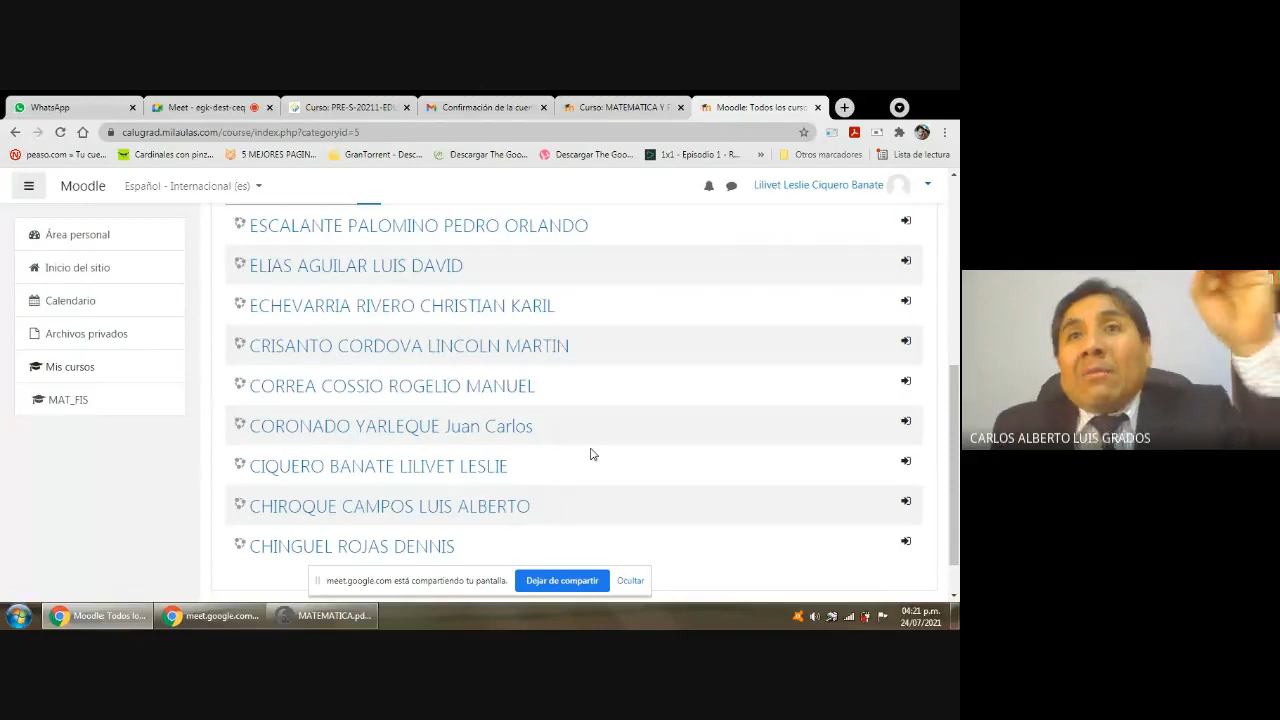 WhatsApp
Meet - egk-dest-ceq
Curso: PRE-S-20211-EDU
Confirmación de la cuen
Curso: MATEMATICA Y F
Moodle: Todos los curso
calugrad.milaulas.com/course/index.php?categoryid=5
peaso.com » Tu cue...
Cardinales con pinz...
5 MEJORES PAGIN...
GranTorrent - Desc...
Descargar The Goo...
Descargar The Goo...
1x1 - Episodio 1 - R...
»
Otros marcadores
Lista de lectura
Moodle
Español - Internacional (es)
Lilivet Leslie Ciquero Banate
Área personal
Inicio del sitio
Calendario
Archivos privados
Mis cursos
MAT_FIS
ESCALANTE PALOMINO PEDRO ORLANDO
ELIAS AGUILAR LUIS DAVID
ECHEVARRIA RIVERO CHRISTIAN KARIL
CRISANTO CORDOVA LINCOLN MARTIN
CORREA COSSIO ROGELIO MANUEL
CORONADO YARLEQUE Juan Carlos
CIQUERO BANATE LILIVET LESLIE
CHIROQUE CAMPOS LUIS ALBERTO
CHINGUEL ROJAS DENNIS
meet.google.com está compartiendo tu pantalla.
Dejar de compartir
Ocultar
CARLOS ALBERTO LUIS GRADOS
Moodle: Todos lo...
meet.google.com...
MATEMATICA.pd...
04:21 p.m.
24/07/2021